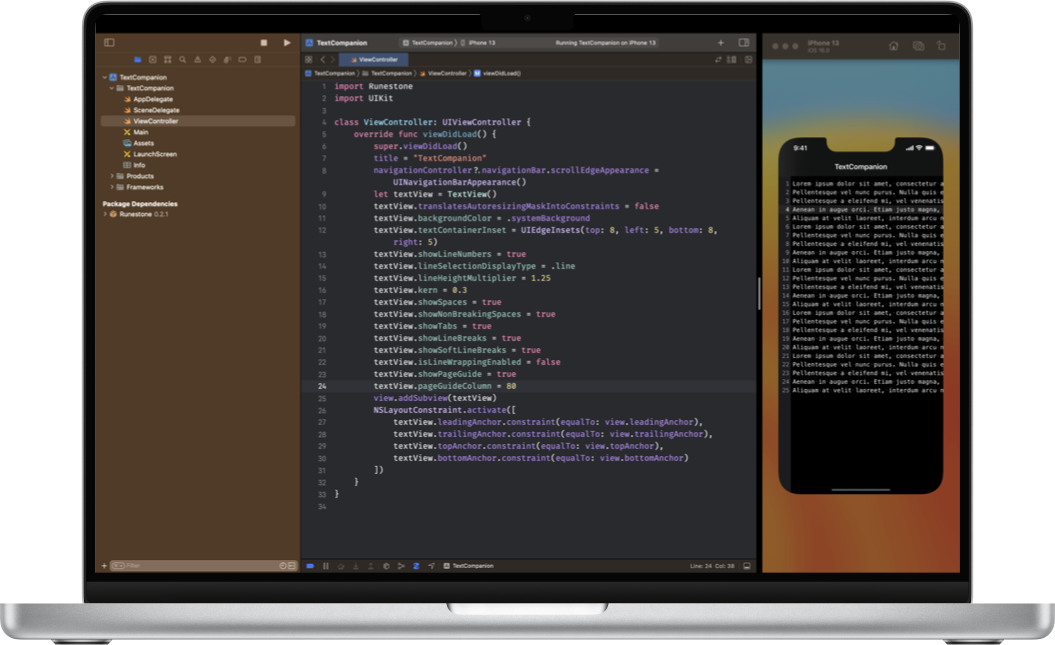 TextCompanion
TextCompanion
AppDelegate
SceneDelegate
ViewController
Main
Assets
LaunchScreen
Info
Products
Frameworks
Package Dependencies
Runestone 0.2.1
Filter
TextCompanion
TextCompanion iPhone 13
Running TextCompanion on iPhone 13
ViewController
TextCompanion TextCompanion ViewController M viewDidLoad()
1 import Runestone
2 import UIKit
3
4 class ViewController: UIViewController {
5 override func viewDidLoad() {
6 super.viewDidLoad()
7 title = "TextCompanion"
8 navigationController?.navigationBar.scrollEdgeAppearance =
UINavigationBarAppearance()
9 let textView = TextView()
10 textView.translatesAutoresizingMaskIntoConstraints = false
11 textView.backgroundColor = .systemBackground
12 textView.textContainerInset = UIEdgeInsets(top: 8, left: 5, bottom: 8,
right: 5)
13 textView.showLineNumbers = true
14 textView.lineSelectionDisplayType = .line
15 textView.lineHeightMultiplier = 1.25
16 textView.kern = 0.3
17 textView.showSpaces = true
18 textView.showNonBreakingSpaces = true
19 textView.showTabs = true
20 textView.showLineBreaks = true
21 textView.showSoftLineBreaks = true
22 textView.isLineWrappingEnabled = false
23 textView.showPageGuide = true
24 textView.pageGuideColumn = 80
25 view.addSubview(textView)
26 NSLayoutConstraint.activate([
27 textView.leadingAnchor.constraint(equalTo: view.leadingAnchor),
28 textView.trailingAnchor.constraint(equalTo: view.trailingAnchor),
29 textView.topAnchor.constraint(equalTo: view.topAnchor),
30 textView.bottomAnchor.constraint(equalTo: view.bottomAnchor)
31 ])
32 }
33 }
34
TextCompanion
Line: 24 Col: 38
iPhone 13
iOS 16.0
9:41
TextCompanion
1 Lorem ipsum dolor sit amet, consectetur a
2 Pellentesque vel nunc purus. Nulla quis e
3 Pellentesque a eleifend mi, vel venenatis
4 Aenean in augue orci. Etiam justo magna,
5 Aliquam at velit laoreet, interdum arcu n
6 Lorem ipsum dolor sit amet, consectetur a
7 Pellentesque vel nunc purus. Nulla quis e
8 Pellentesque a eleifend mi, vel venenatis
9 Aenean in augue orci. Etiam justo magna,
10 Aliquam at velit laoreet, interdum arcu n
11 Lorem ipsum dolor sit amet, consectetur a
12 Pellentesque vel nunc purus. Nulla quis e
13 Pellentesque a eleifend mi, vel venenatis
14 Aenean in augue orci. Etiam justo magna,
15 Aliquam at velit laoreet, interdum arcu n
16 Lorem ipsum dolor sit amet, consectetur a
17 Pellentesque vel nunc purus. Nulla quis e
18 Pellentesque a eleifend mi, vel venenatis
19 Aenean in augue orci. Etiam justo magna,
20 Aliquam at velit laoreet, interdum arcu n
21 Lorem ipsum dolor sit amet, consectetur a
22 Pellentesque vel nunc purus. Nulla quis e
23 Pellentesque a eleifend mi, vel venenatis
24 Aenean in augue orci. Etiam justo magna,
25 Aliquam at velit laoreet, interdum arcu n